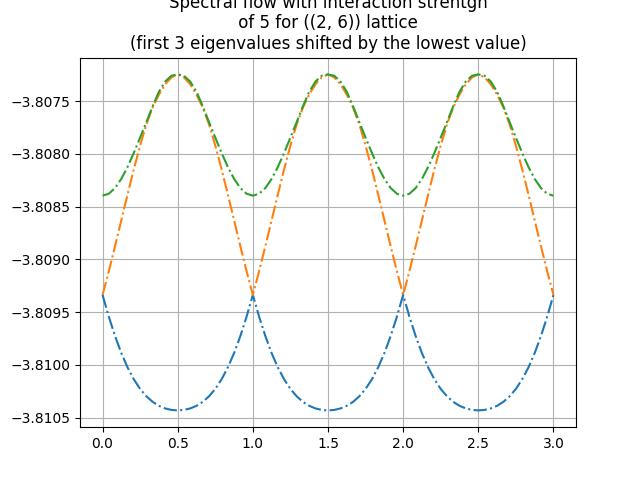 Spectral flow with interaction strentgh
of 5 for ((2, 6)) lattice
(first 3 eigenvalues shifted by the lowest value)
−3.8075
−3.8080
−3.8085
−3.8090
−3.8095
−3.8100
−3.8105
0.0 0.5 1.0 1.5 2.0 2.5 3.0